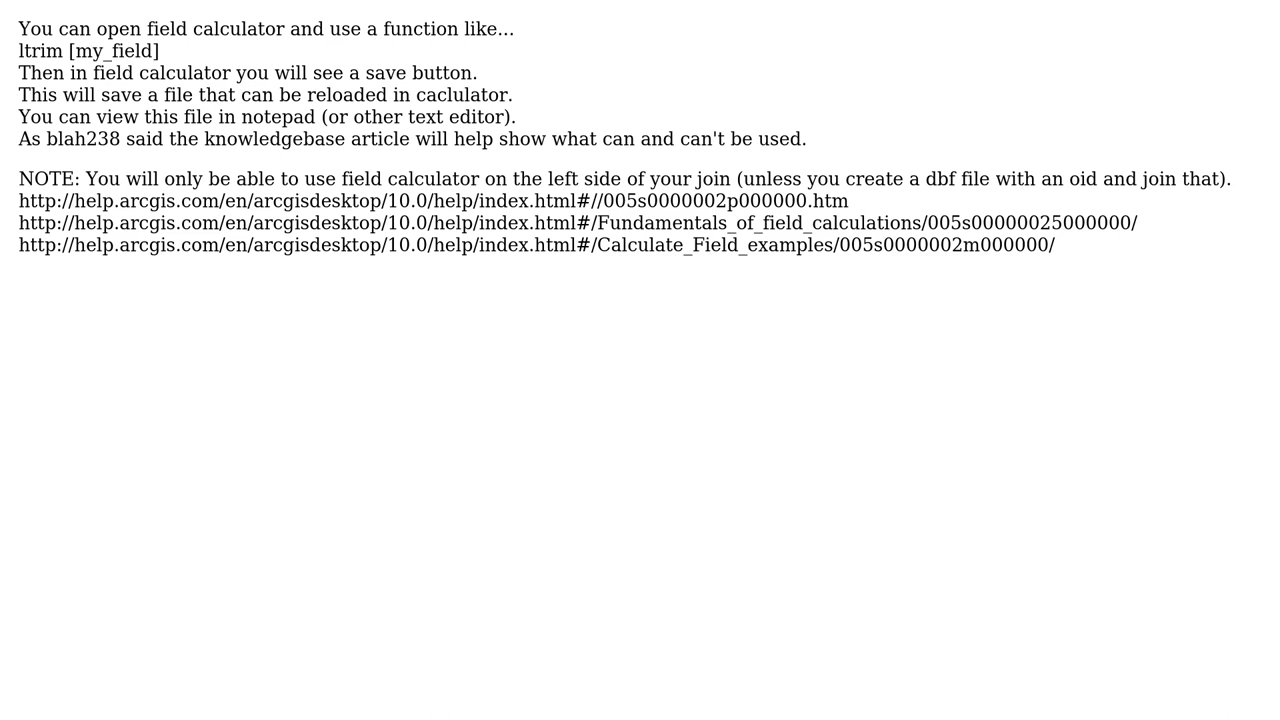 You can open field calculator and use a function like...
ltrim [my_field]
Then in field calculator you will see a save button.
This will save a file that can be reloaded in caclulator.
You can view this file in notepad (or other text editor).
As blah238 said the knowledgebase article will help show what can and can't be used.
NOTE: You will only be able to use field calculator on the left side of your join (unless you create a dbf file with an oid and join that).
http://help.arcgis.com/en/arcgisdesktop/10.0/help/index.html#//005s0000002p000000.htm
http://help.arcgis.com/en/arcgisdesktop/10.0/help/index.html#/Fundamentals_of_field_calculations/005s00000025000000/
http://help.arcgis.com/en/arcgisdesktop/10.0/help/index.html#/Calculate_Field_examples/005s0000002m000000/